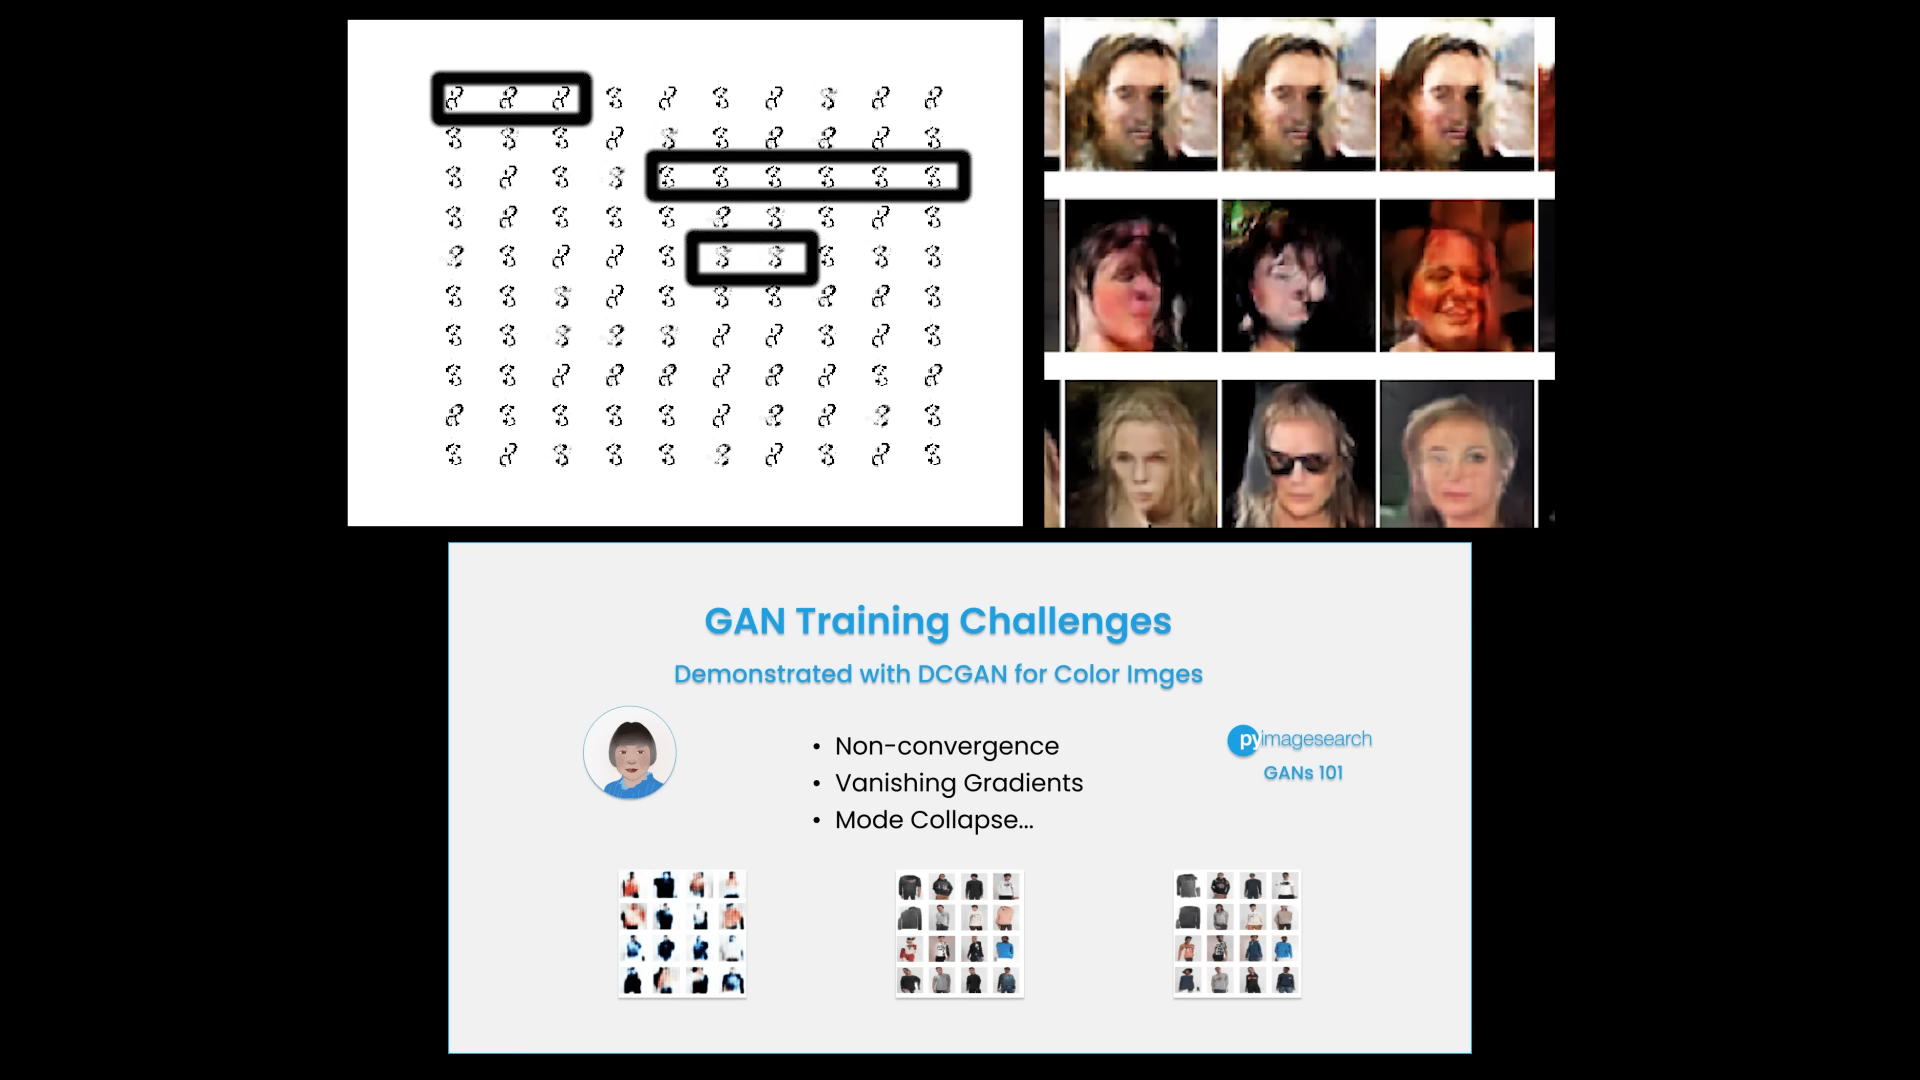 GAN Training Challenges
Demonstrated with DCGAN for Color Imges
• Non-convergence
• Vanishing Gradients
• Mode Collapse...
pyimagesearch
GANs 101